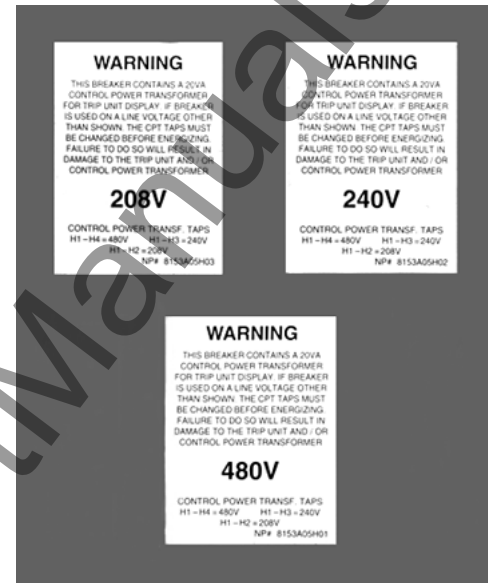 WARNING
THIS BREAKER CONTAINS A 20VA
CONTROL POWER TRANSFORMER
FOR TRIP UNIT DISPLAY. IF BREAKER
IS USED ON A LINE VOLTAGE OTHER
THAN SHOWN. THE CPT TAPS MUST
BE CHANGED BEFORE ENERGIZING.
FAILURE TO DO SO WILL RESULT IN
DAMAGE TO THE TRIP UNIT AND / OR
CONTROL POWER TRANSFORMER
208V
CONTROL POWER TRANSF. TAPS
H1 – H4 = 480V H1 – H3 = 240V
H1 – H2 = 208V
NP# 8153A05H03
WARNING
THIS BREAKER CONTAINS A 20VA
CONTROL POWER TRANSFORMER
FOR TRIP UNIT DISPLAY. IF BREAKER
IS USED ON A LINE VOLTAGE OTHER
THAN SHOWN. THE CPT TAPS MUST
BE CHANGED BEFORE ENERGIZING.
FAILURE TO DO SO WILL RESULT IN
DAMAGE TO THE TRIP UNIT AND / OR
CONTROL POWER TRANSFORMER
240V
CONTROL POWER TRANSF. TAPS
H1 – H4 = 480V H1 – H3 = 240V
H1 – H2 = 208V
NP# 8153A05H02
WARNING
THIS BREAKER CONTAINS A 20VA
CONTROL POWER TRANSFORMER
FOR TRIP UNIT DISPLAY. IF BREAKER
IS USED ON A LINE VOLTAGE OTHER
THAN SHOWN. THE CPT TAPS MUST
BE CHANGED BEFORE ENERGIZING.
FAILURE TO DO SO WILL RESULT IN
DAMAGE TO THE TRIP UNIT AND / OR
CONTROL POWER TRANSFORMER
480V
CONTROL POWER TRANSF. TAPS
H1 – H4 = 480V H1 – H3 = 240V
H1 – H2 = 208V
NP# 8153A05H01